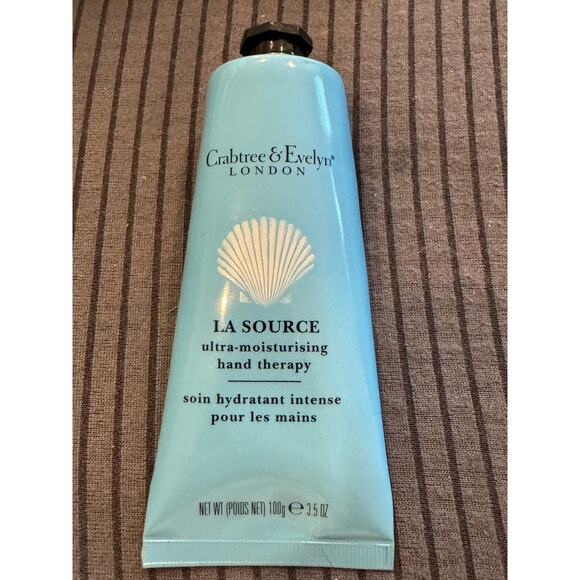 Crabtree & Evelyn®
LONDON
LA SOURCE
ultra-moisturising
hand therapy
soin hydratant intense
pour les mains
NET WT (POIDS NET) 100g ℮ 3.5 OZ